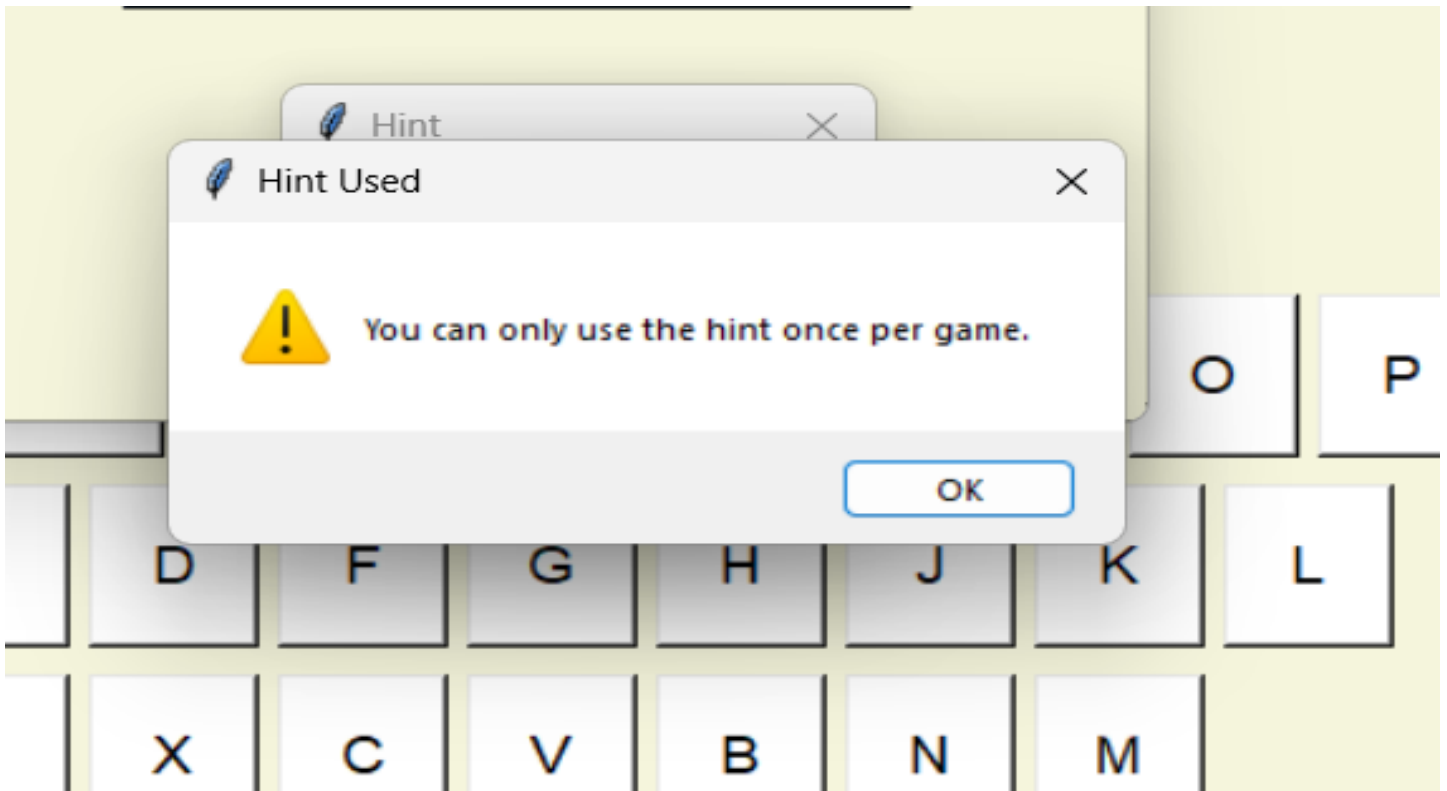 Hint
Hint Used
You can only use the hint once per game.
OK
O P
D F G H J K L
X C V B N M